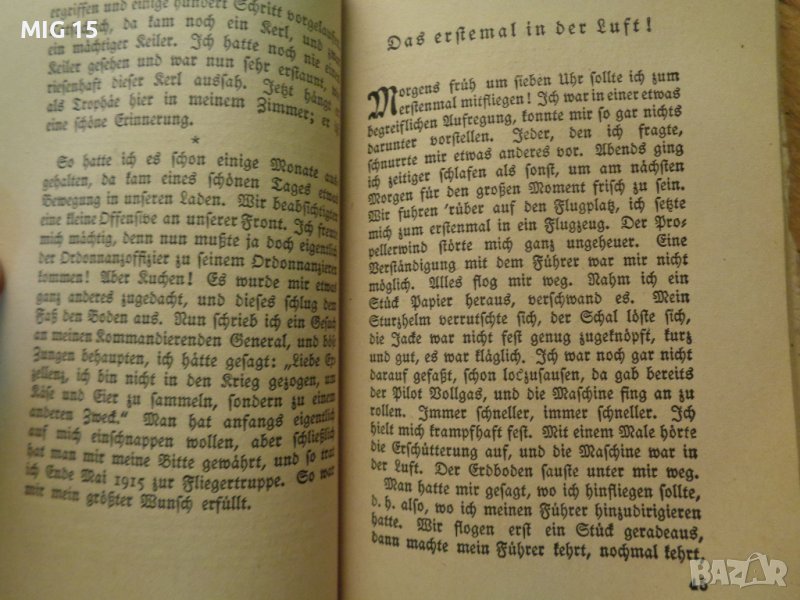 MIG 15
ergriffen und einige hundert Schritt vorgelaufen,
da kam noch ein Kerl, und zwar
ein mächtiger Keiler. Ich hatte noch nie einen
Keiler gesehen und war nun sehr erstaunt, wie
riesenhaft dieser Kerl aussah. Jetzt hängt er
als Trophäe hier in meinem Zimmer; er ist
eine schöne Erinnerung.
*
So hatte ich es schon einige Monate aus-
gehalten, da kam eines schönen Tages etwas
Bewegung in unseren Laden. Wir beabsichtigten
eine kleine Offensive an unserer Front. Ich freute
mich mächtig, denn nun mußte ja doch eigentlich
der Ordonnanzoffizier zu seinem Ordonnanzieren
kommen! Aber Kuchen! Es wurde mir etwas
ganz anderes zugedacht, und dieses schlug dem
Faß den Boden aus. Nun schrieb ich ein Gesuch
an meinen Kommandierenden General, und böse
Zungen behaupten, ich hätte gesagt: „Liebe Ex-
zellenz, ich bin nicht in den Krieg gezogen, um
Käse und Eier zu sammeln, sondern zu einem
anderen Zweck.“ Man hat anfangs eigentlich
auf mich einschnappen wollen, aber schließlich
hat man mir meine Bitte gewährt, und so trat
ich Ende Mai 1915 zur Fliegertruppe. So war
mir mein größter Wunsch erfüllt.
Das erstemal in der Luft!
Morgens früh um sieben Uhr sollte ich zum
erstenmal mitfliegen! Ich war in einer etwas
begreiflichen Aufregung, konnte mir so gar nichts
darunter vorstellen. Jeder, den ich fragte,
schnurrte mir etwas anderes vor. Abends ging
ich zeitiger schlafen als sonst, um am nächsten
Morgen für den großen Moment frisch zu sein.
Wir fuhren 'rüber auf den Flugplatz, ich setzte
mich zum erstenmal in ein Flugzeug. Der Pro-
pellerwind störte mich ganz ungeheuer. Eine
Verständigung mit dem Führer war mir nicht
möglich. Alles flog mir weg. Nahm ich ein
Stück Papier heraus, verschwand es. Mein
Sturzhelm verrutschte sich, der Schal löste sich,
die Jacke war nicht fest genug zugeknöpft, kurz
und gut, es war kläglich. Ich war noch gar nicht
darauf gefaßt, schon loszusausen, da gab bereits
der Pilot Vollgas, und die Maschine fing an zu
rollen. Immer schneller, immer schneller. Ich
hielt mich krampfhaft fest. Mit einem Male hörte
die Erschütterung auf, und die Maschine war in
der Luft. Der Erdboden sauste unter mir weg.
Man hatte mir gesagt, wo ich hinfliegen sollte,
d. h. also, wo ich meinen Führer hinzudirigieren
hatte. Wir flogen erst ein Stück geradeaus,
dann machte mein Führer kehrt, nochmal kehrt,
BAZAR